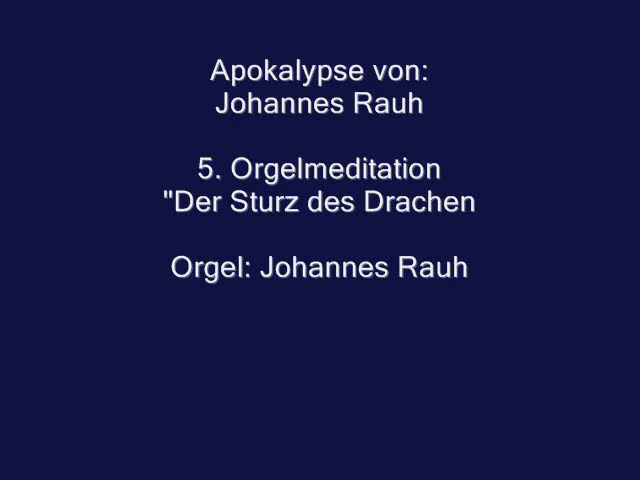 Apokalypse von:
Johannes Rauh
5. Orgelmeditation
"Der Sturz des Drachen
Orgel: Johannes Rauh